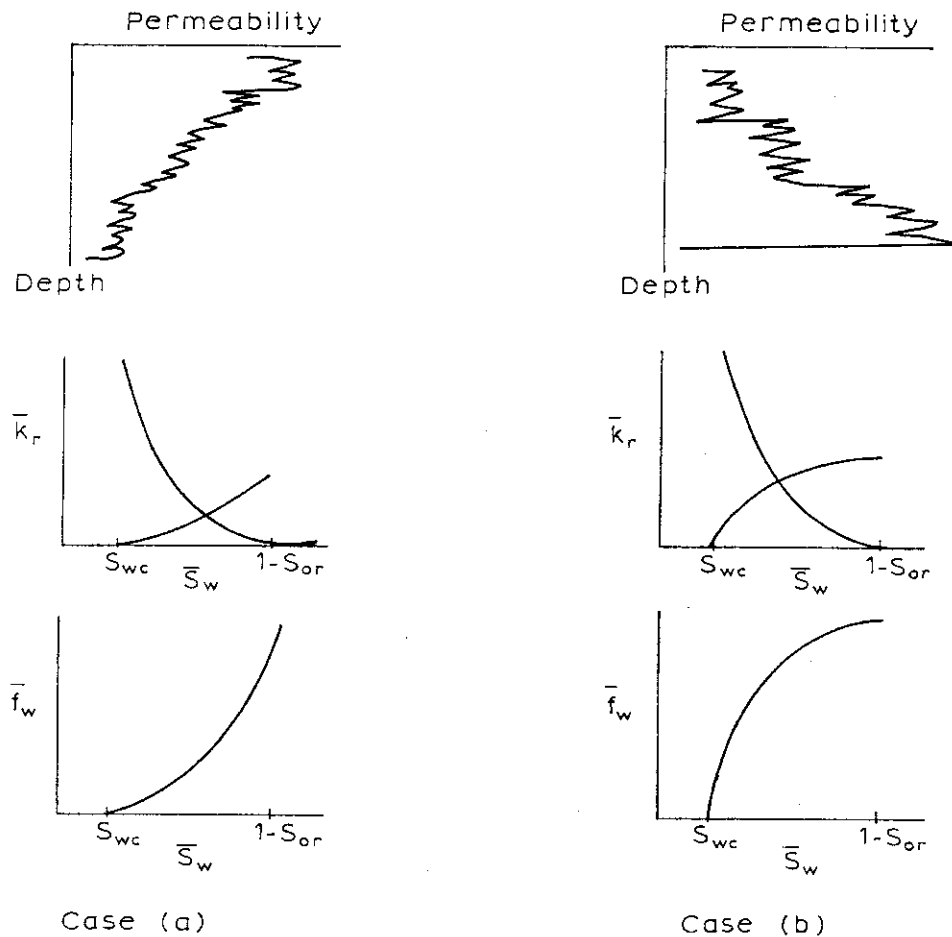 Permeability
Depth
k̅r
Swc
S̅w
1-Sor
f̅w
Swc
S̅w
1-Sor
Case (a)
Permeability
Depth
k̅r
Swc
S̅w
1-Sor
f̅w
Swc
S̅w
1-Sor
Case (b)